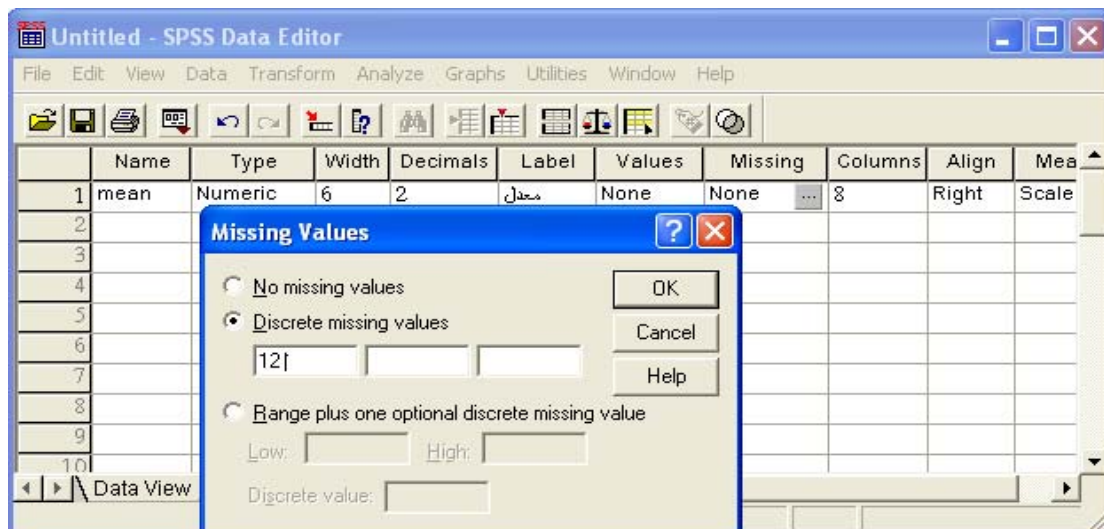 SPSS
Untitled - SPSS Data Editor
File Edit View Data Transform Analyze Graphs Utilities Window Help
Name Type Width Decimals Label Values Missing Columns Align Mea
1 mean Numeric 6 2 معدل None None ... 8 Right Scale
2
3
4
5
6
7
8
9
10
Missing Values
No missing values
OK
Discrete missing values
Cancel
12
Help
Range plus one optional discrete missing value
Low: High:
Discrete value:
Data View